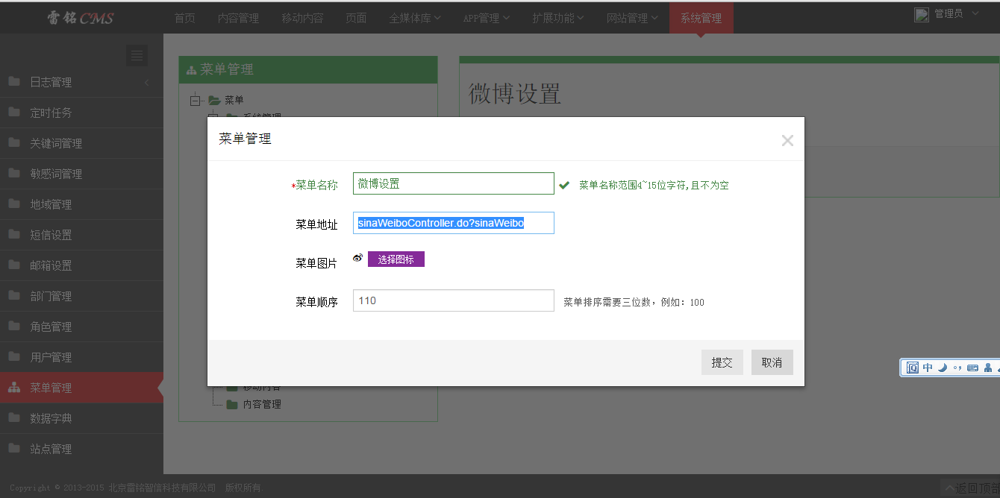 雷铭CMS
首页 内容管理 移动内容 页面 全媒体库 APP管理 扩展功能 网站管理 系统管理 管理员
日志管理
定时任务
关键词管理
敏感词管理
地域管理
短信设置
邮箱设置
部门管理
角色管理
用户管理
菜单管理
数据字典
站点管理
菜单管理
菜单
系统管理
微博设置
菜单管理
*菜单名称 微博设置 菜单名称范围4~15位字符,且不为空
菜单地址 sinaWeiboController.do?sinaWeibo
菜单图片 选择图标
菜单顺序 110 菜单排序需要三位数，例如：100
提交 取消
移动内容
内容管理
中
Copyright © 2013-2015 北京雷铭智信科技有限公司 版权所有.
返回顶部